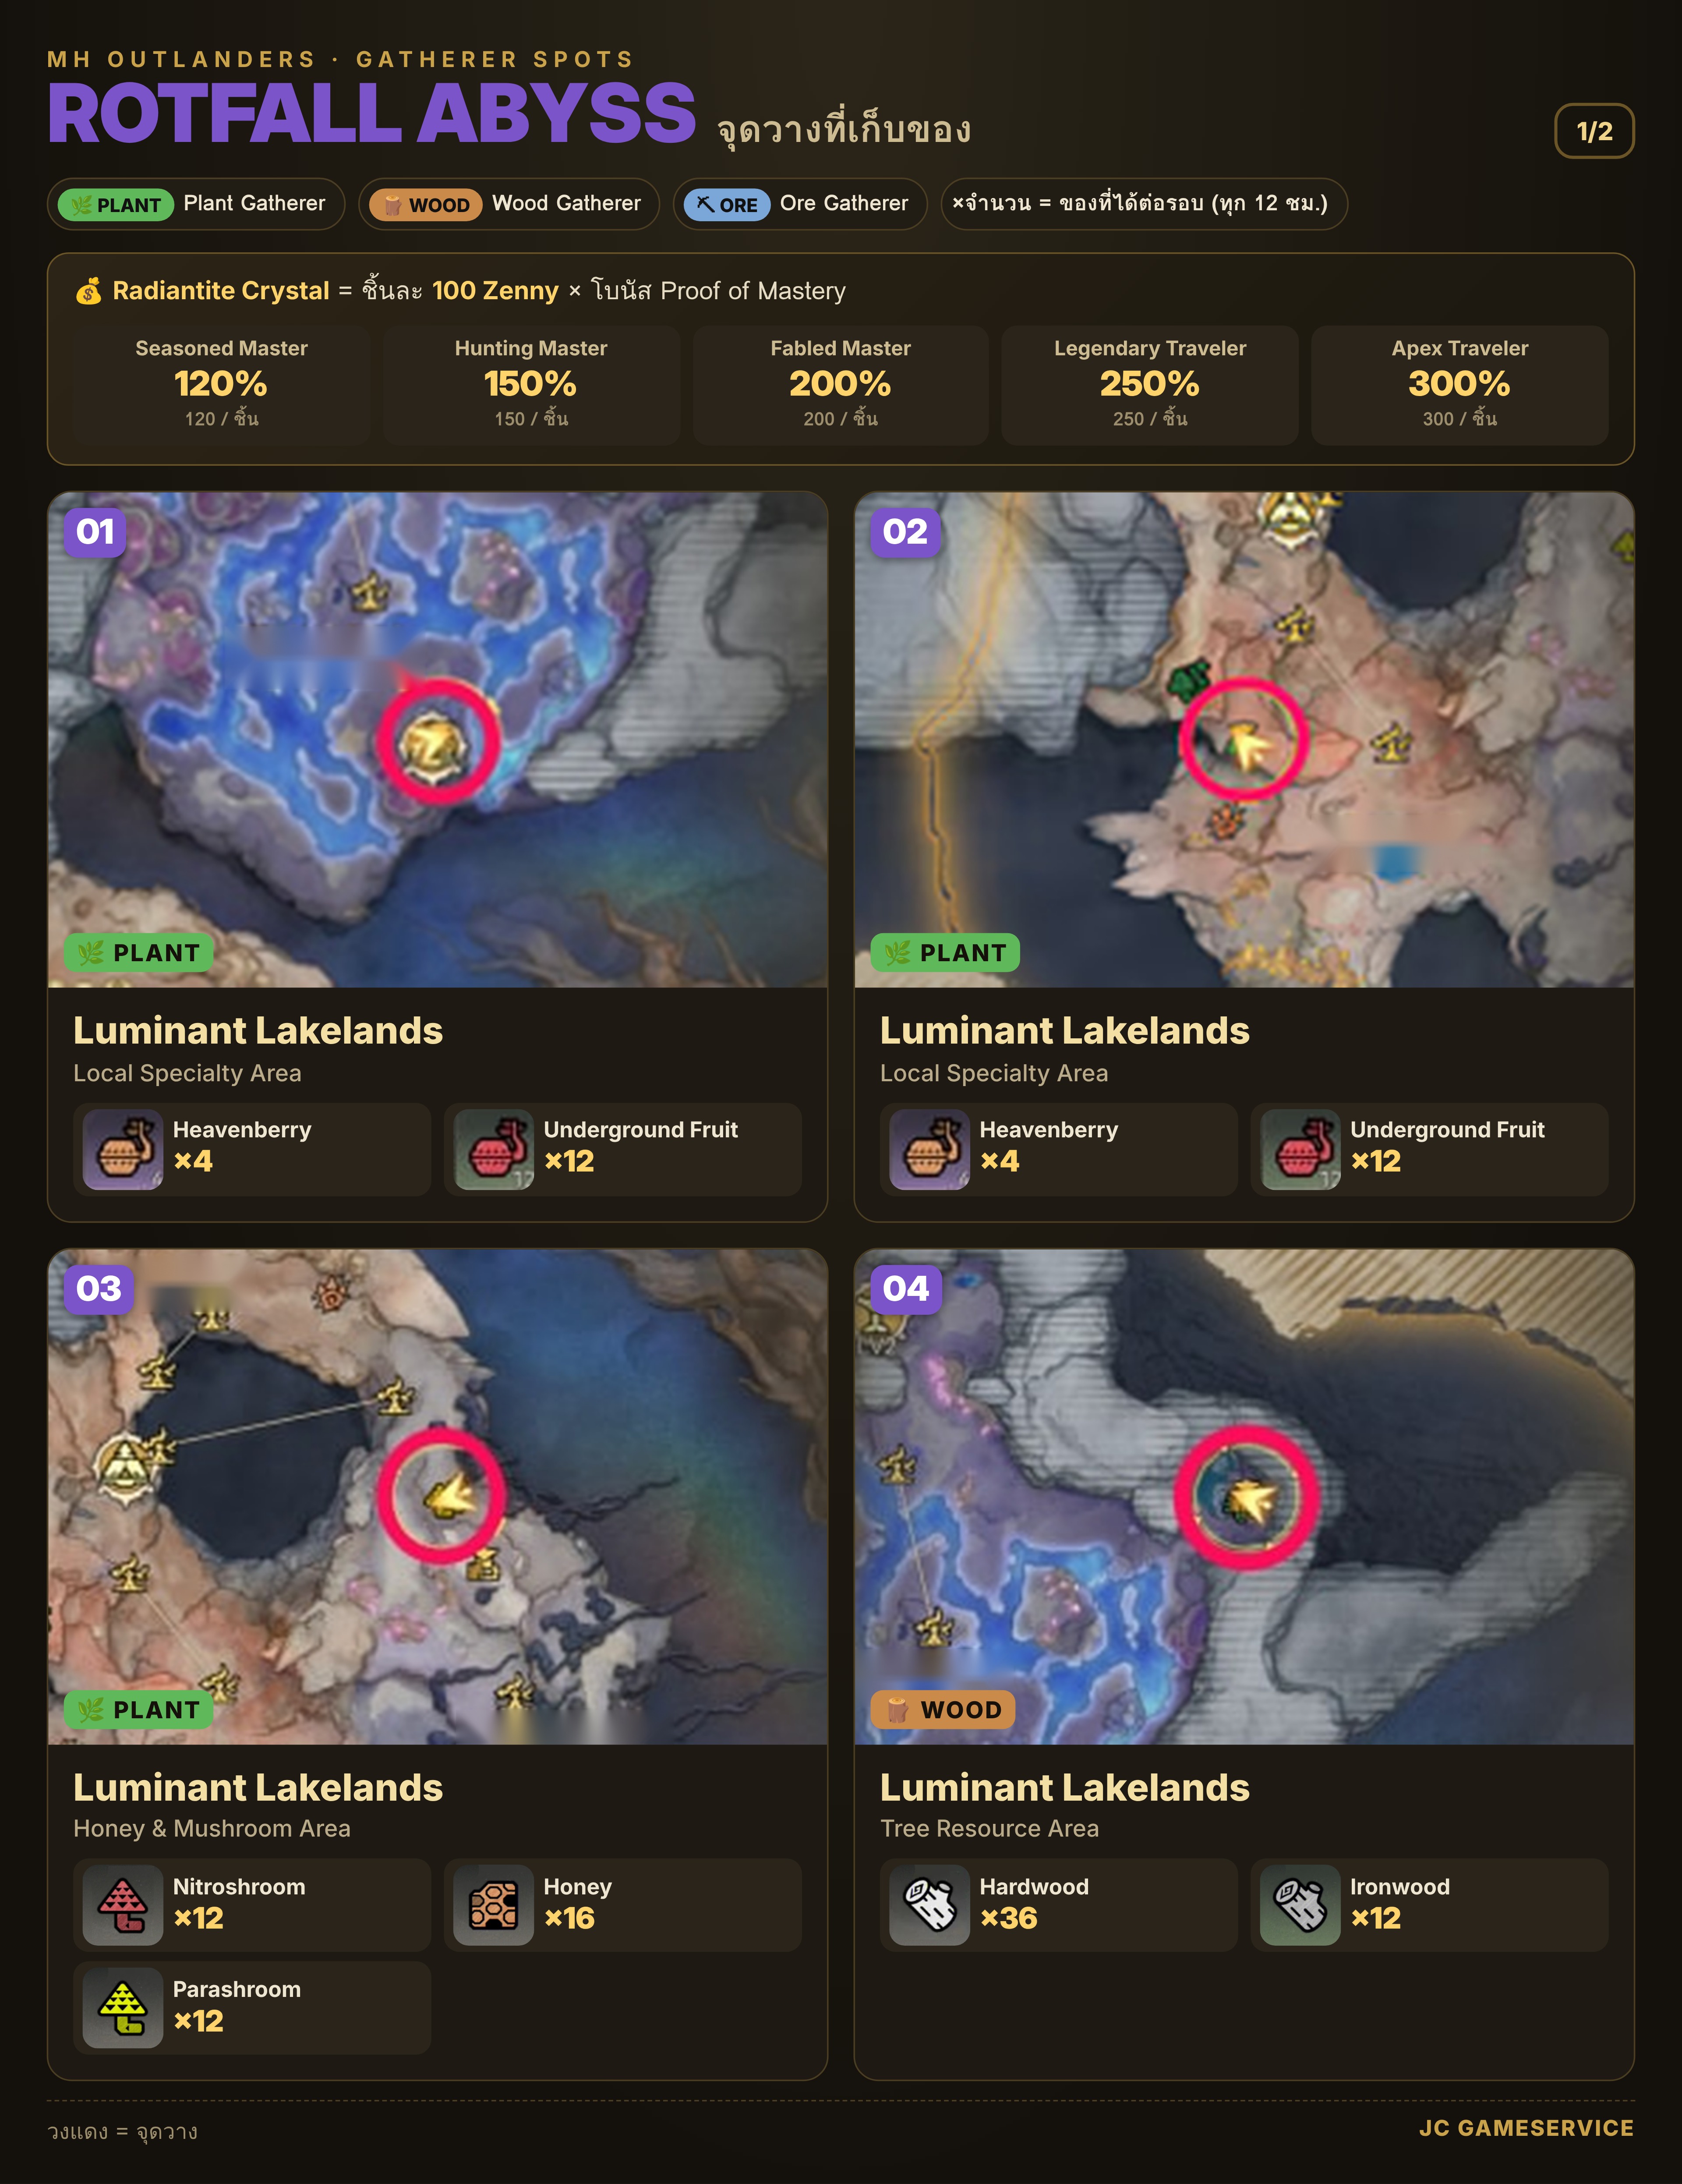 MH OUTLANDERS · GATHERER SPOTS
ROTFALL ABYSS จุดวางที่เก็บของ
1/2
PLANT Plant Gatherer
WOOD Wood Gatherer
ORE Ore Gatherer
×จำนวน = ของที่ได้ต่อรอบ (ทุก 12 ชม.)
Radiantite Crystal = ชิ้นละ 100 Zenny × โบนัส Proof of Mastery
Seasoned Master
120%
120 / ชิ้น
Hunting Master
150%
150 / ชิ้น
Fabled Master
200%
200 / ชิ้น
Legendary Traveler
250%
250 / ชิ้น
Apex Traveler
300%
300 / ชิ้น
01
PLANT
Luminant Lakelands
Local Specialty Area
Heavenberry
×4
Underground Fruit
×12
02
PLANT
Luminant Lakelands
Local Specialty Area
Heavenberry
×4
Underground Fruit
×12
03
PLANT
Luminant Lakelands
Honey & Mushroom Area
Nitroshroom
×12
Honey
×16
Parashroom
×12
04
WOOD
Luminant Lakelands
Tree Resource Area
Hardwood
×36
Ironwood
×12
วงแดง = จุดวาง
JC GAMESERVICE